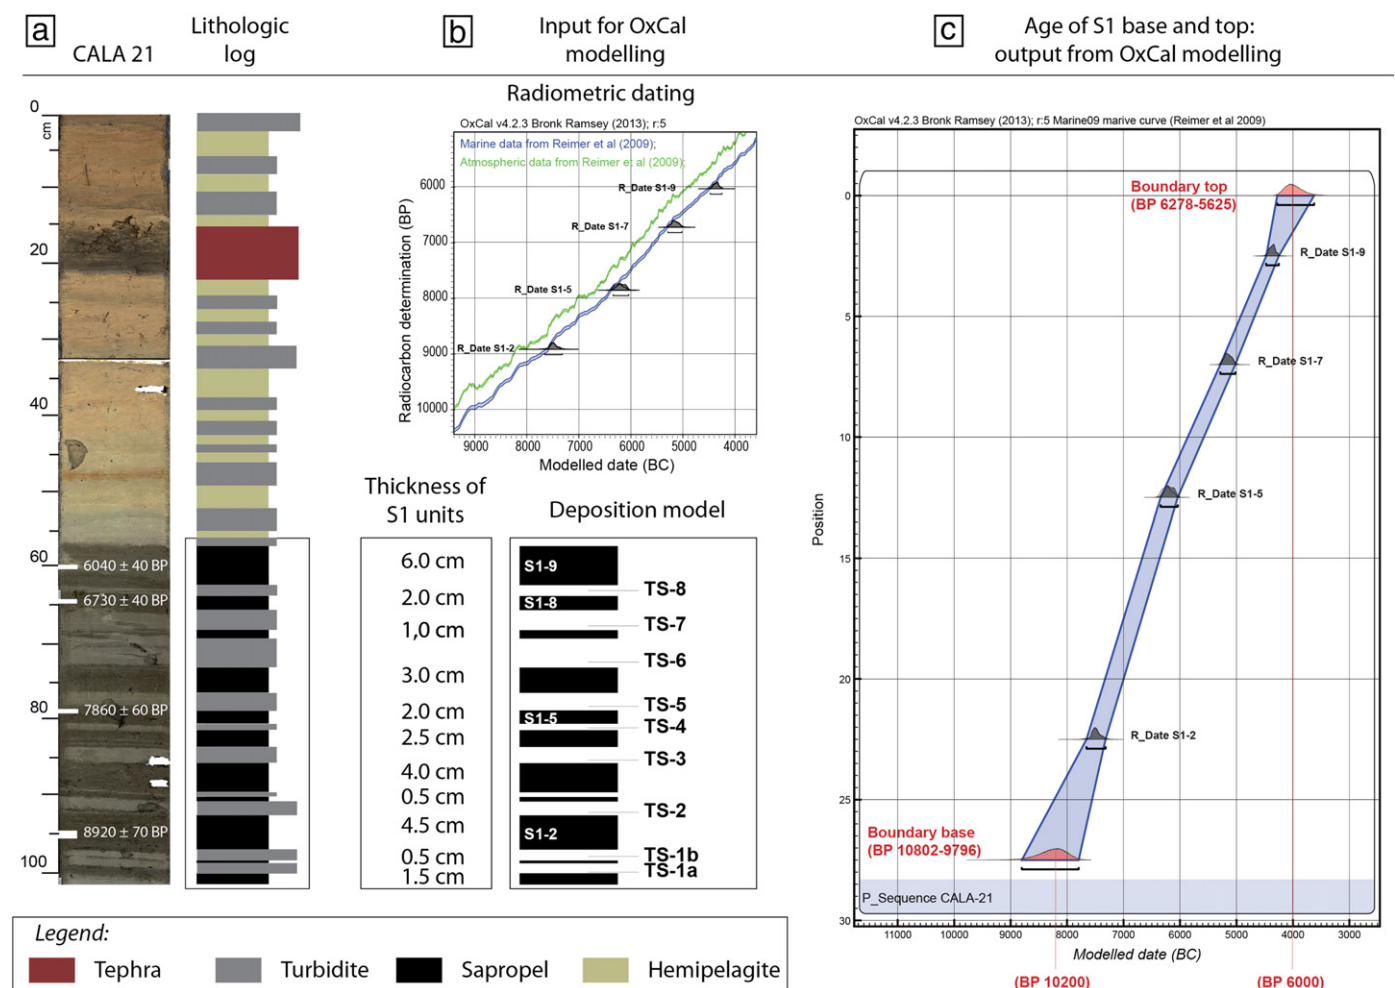 a
CALA 21
Lithologic
log
b
Input for OxCal
modelling
c
Age of S1 base and top:
output from OxCal modelling
0
cm
20
40
60
80
100
6040 ± 40 BP
6730 ± 40 BP
7860 ± 60 BP
8920 ± 70 BP
Radiometric dating
OxCal v4.2.3 Bronk Ramsey (2013); r:5
Marine data from Reimer et al (2009);
Atmospheric data from Reimer et al (2009);
Radiocarbon determination (BP)
6000
7000
8000
9000
10000
R_Date S1-9
R_Date S1-7
R_Date S1-5
R_Date S1-2
9000 8000 7000 6000 5000 4000
Modelled date (BC)
Thickness of
S1 units
6.0 cm
2.0 cm
1,0 cm
3.0 cm
2.0 cm
2.5 cm
4.0 cm
0.5 cm
4.5 cm
0.5 cm
1.5 cm
Deposition model
S1-9
S1-8
S1-5
S1-2
TS-8
TS-7
TS-6
TS-5
TS-4
TS-3
TS-2
TS-1b
TS-1a
OxCal v4.2.3 Bronk Ramsey (2013); r:5 Marine09 marive curve (Reimer et al 2009)
Position
0
5
10
15
20
25
30
Boundary top
(BP 6278-5625)
R_Date S1-9
R_Date S1-7
R_Date S1-5
R_Date S1-2
Boundary base
(BP 10802-9796)
P_Sequence CALA-21
11000 10000 9000 8000 7000 6000 5000 4000 3000
Modelled date (BC)
(BP 10200)
(BP 6000)
Legend:
Tephra
Turbidite
Sapropel
Hemipelagite